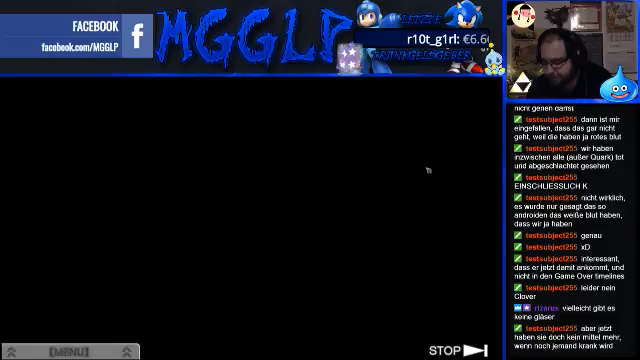 FACEBOOK
facebook.com/MGGLP
MGGLP
LETZTE
r10t_g1rl: €6.66
TRINKGELDGEBER
nicht gehen darfst
testsubject255 dann ist mir
eingefallen, dass das gar nicht
geht, weil die haben ja rotes blut
testsubject255 wir haben
inzwischen alle (außer Quark) tot
und abgeschlachtet gesehen
testsubject255
EINSCHLIESSLICH K
testsubject255 nicht wirklich,
es wurde nur gesagt das so
androiden das weiße blut haben,
dass wir ja haben
testsubject255 genau
testsubject255 xD
testsubject255 interessant,
dass er jetzt damit ankommt, und
nicht in den Game Over timelines
testsubject255 leider nein
Clover
rizarus vielleicht gibt es
keine gläser
testsubject255 aber jetzt
haben sie doch kein mittel mehr,
wenn noch jemand krank wird
[MENU]
STOP